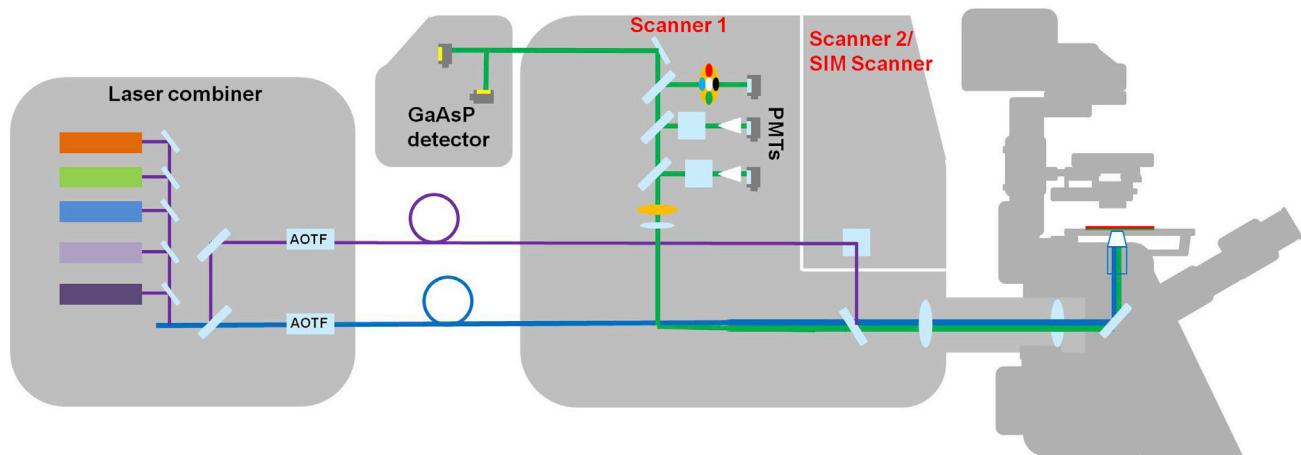 Scanner 1
Scanner 2/
SIM Scanner
Laser combiner
GaAsP
detector
PMTs
AOTF
AOTF